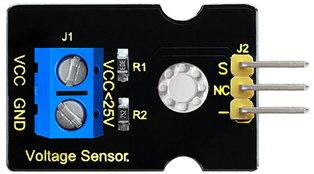 J1
VCC
GND
VCC<25V
R1
R2
J2
S
NC
-
Voltage Sensor.